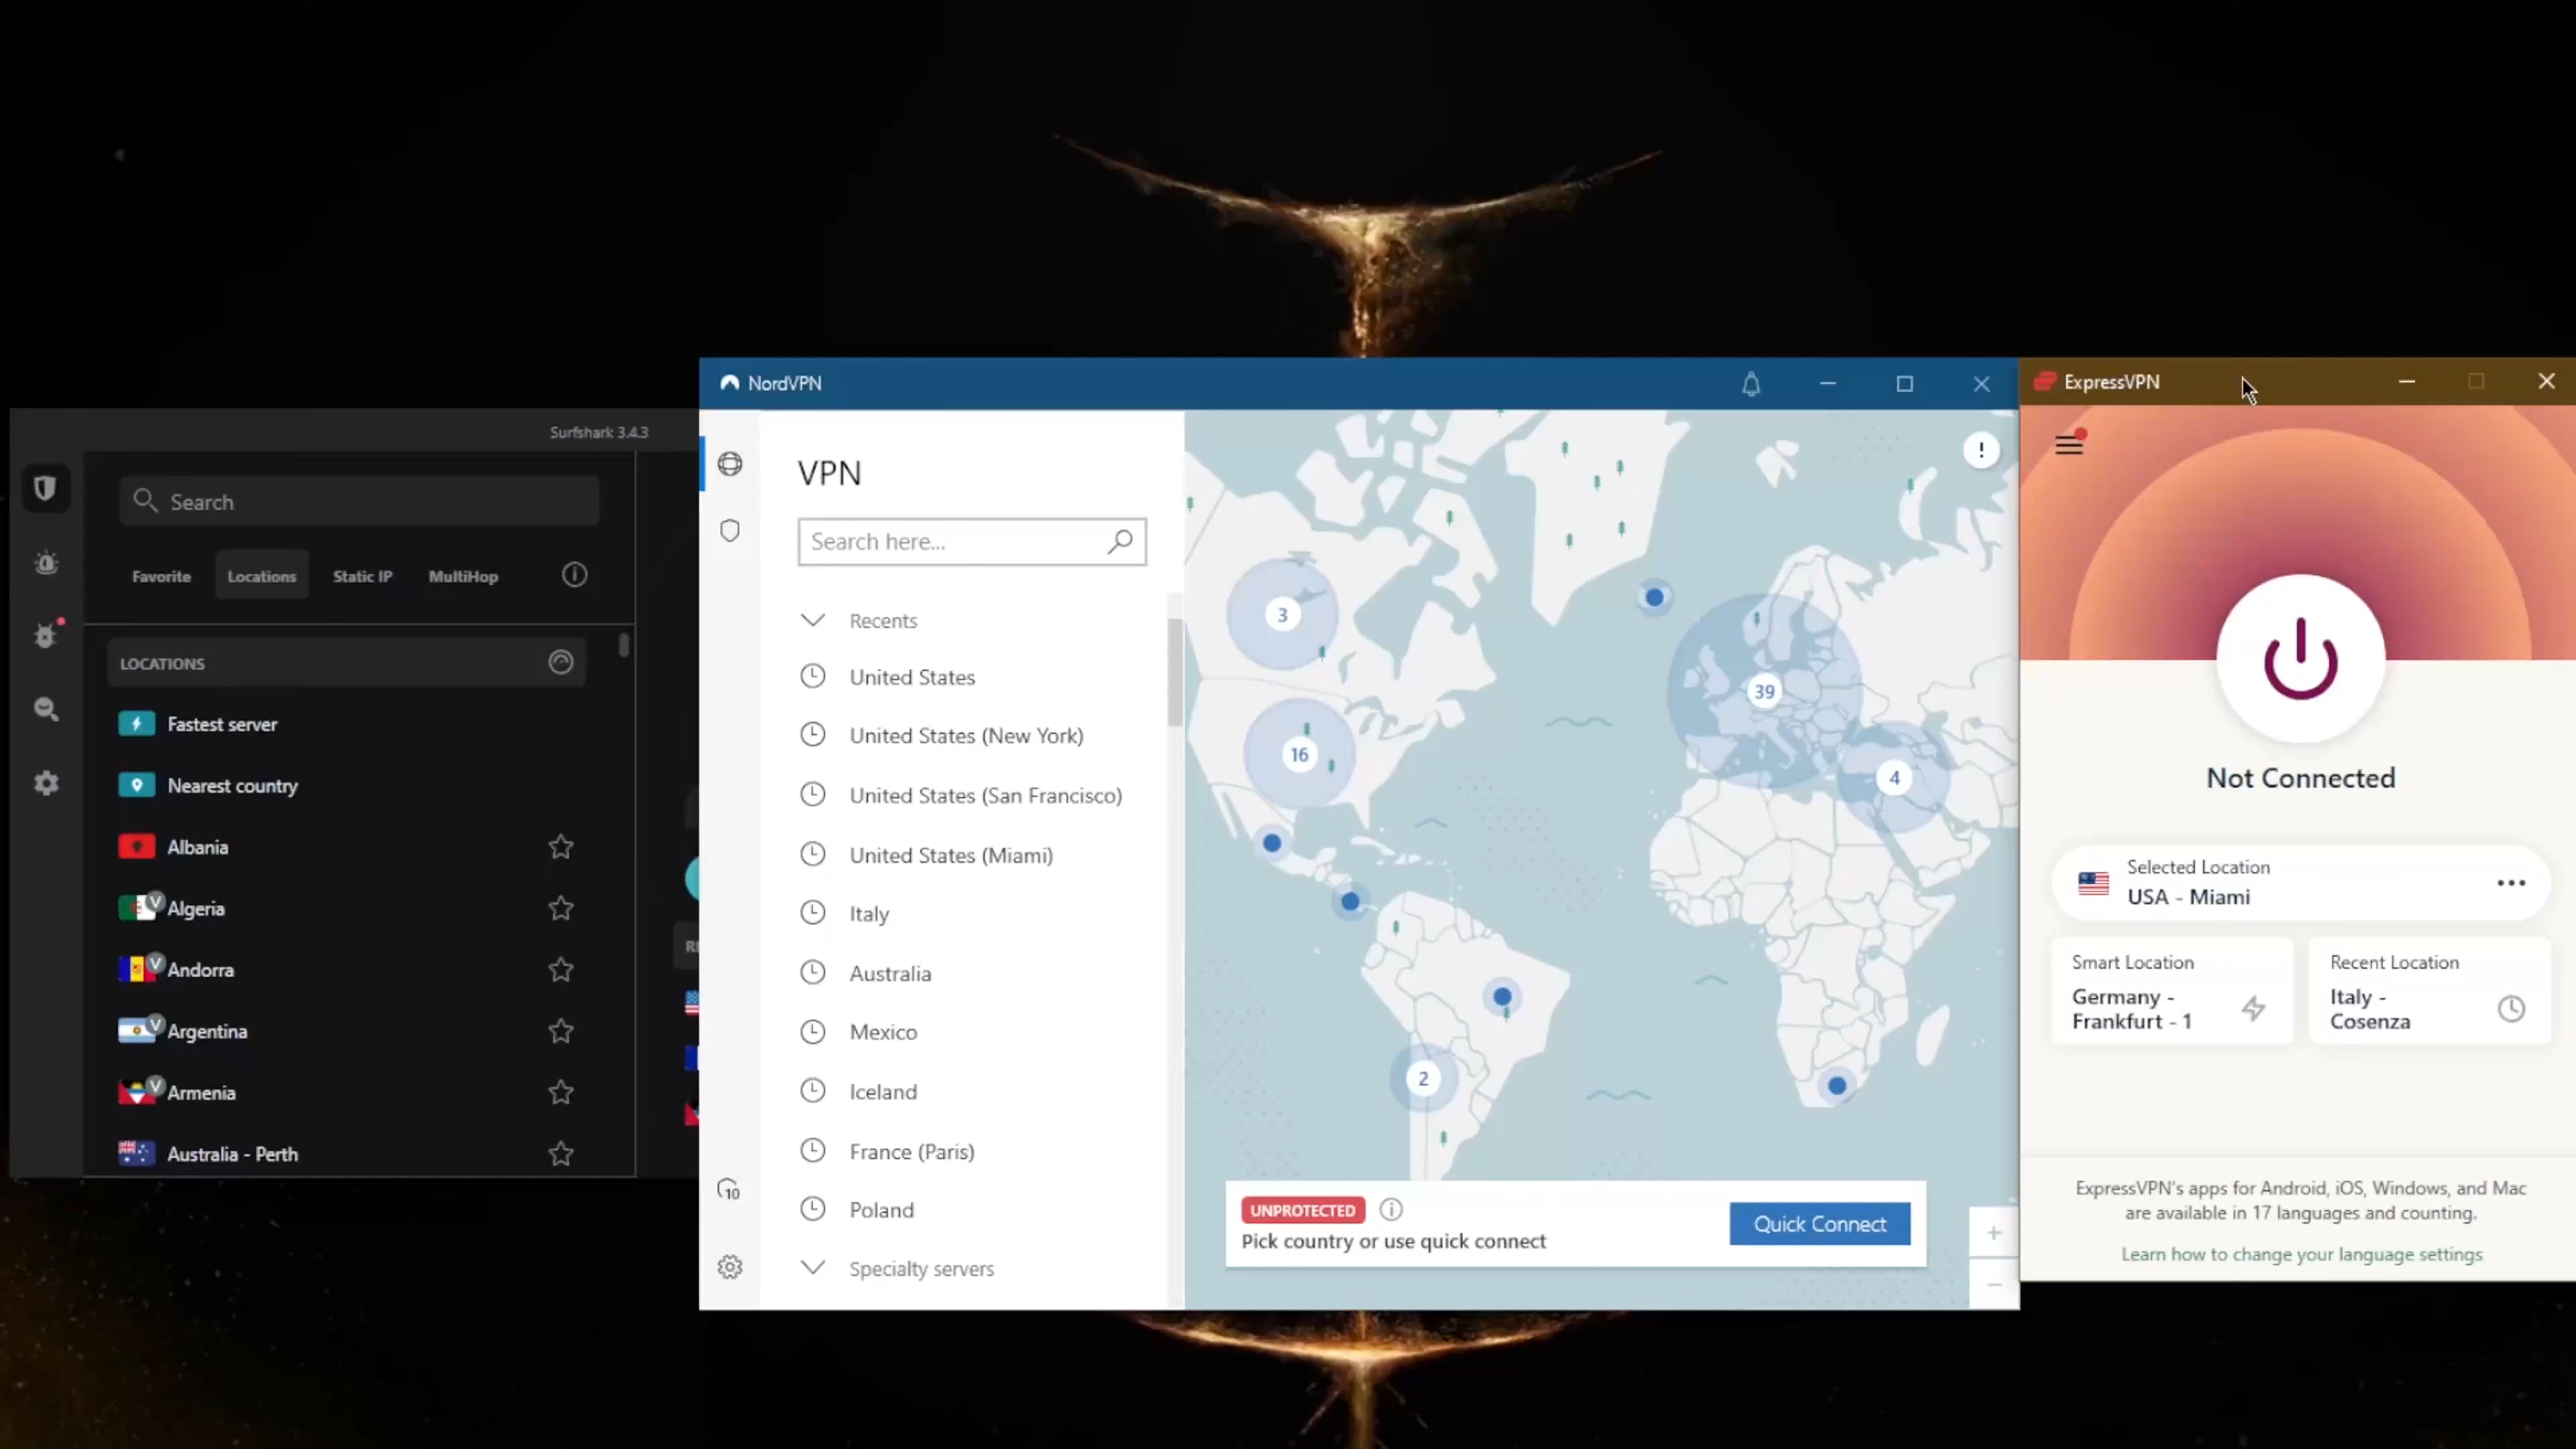 Surfshark 3.4.3
Search
Favorite
Locations
Static IP
MultiHop
LOCATIONS
Fastest server
Nearest country
Albania
V
Algeria
V
Andorra
V
Argentina
V
Armenia
Australia - Perth
NordVPN
VPN
Search here...
Recents
United States
United States (New York)
United States (San Francisco)
United States (Miami)
Italy
Australia
Mexico
Iceland
France (Paris)
Poland
Specialty servers
10
3
16
39
4
2
!
UNPROTECTED
Pick country or use quick connect
Quick Connect
ExpressVPN
Not Connected
Selected Location
USA - Miami
Smart Location
Germany -
Frankfurt - 1
Recent Location
Italy -
Cosenza
ExpressVPN's apps for Android, iOS, Windows, and Mac
are available in 17 languages and counting.
Learn how to change your language settings